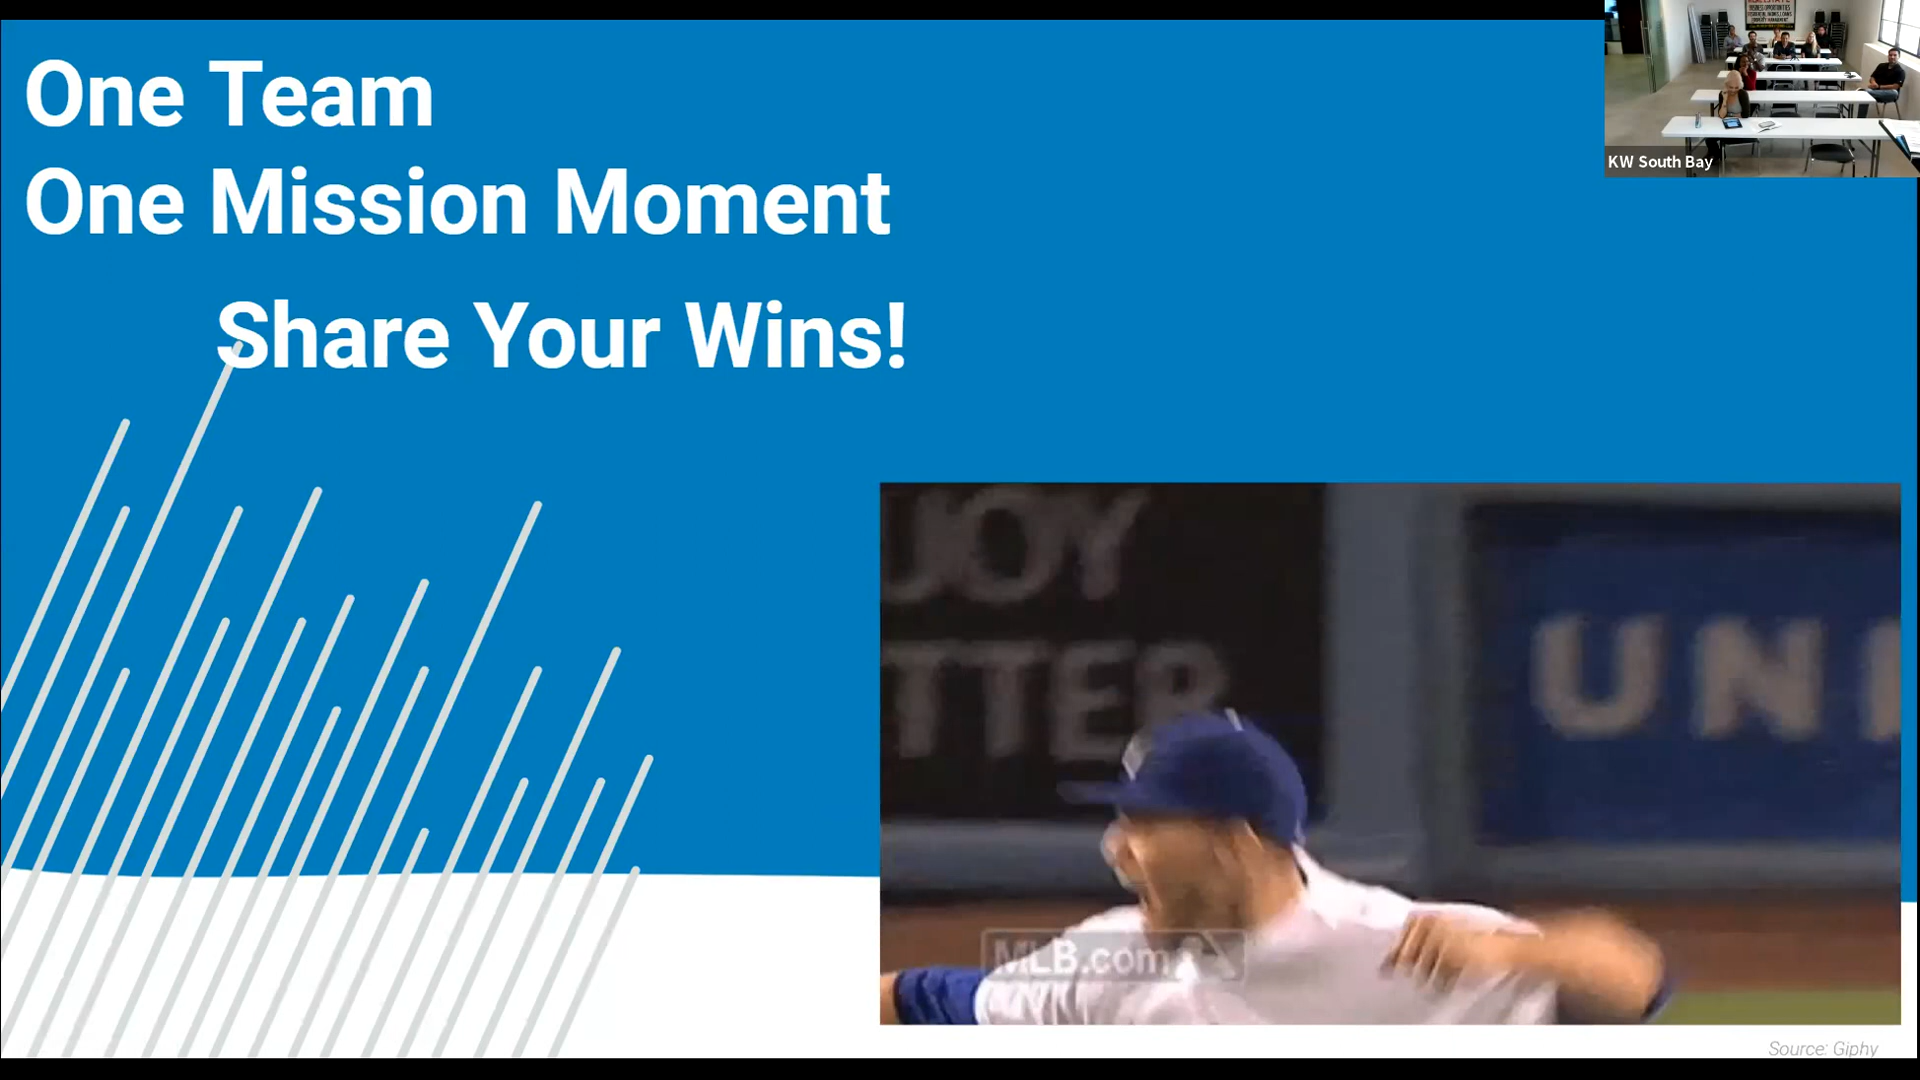 One Team
One Mission Moment
Share Your Wins!
KW South Bay
JOY
TTER
UNI
MLB.com
Source: Giphy